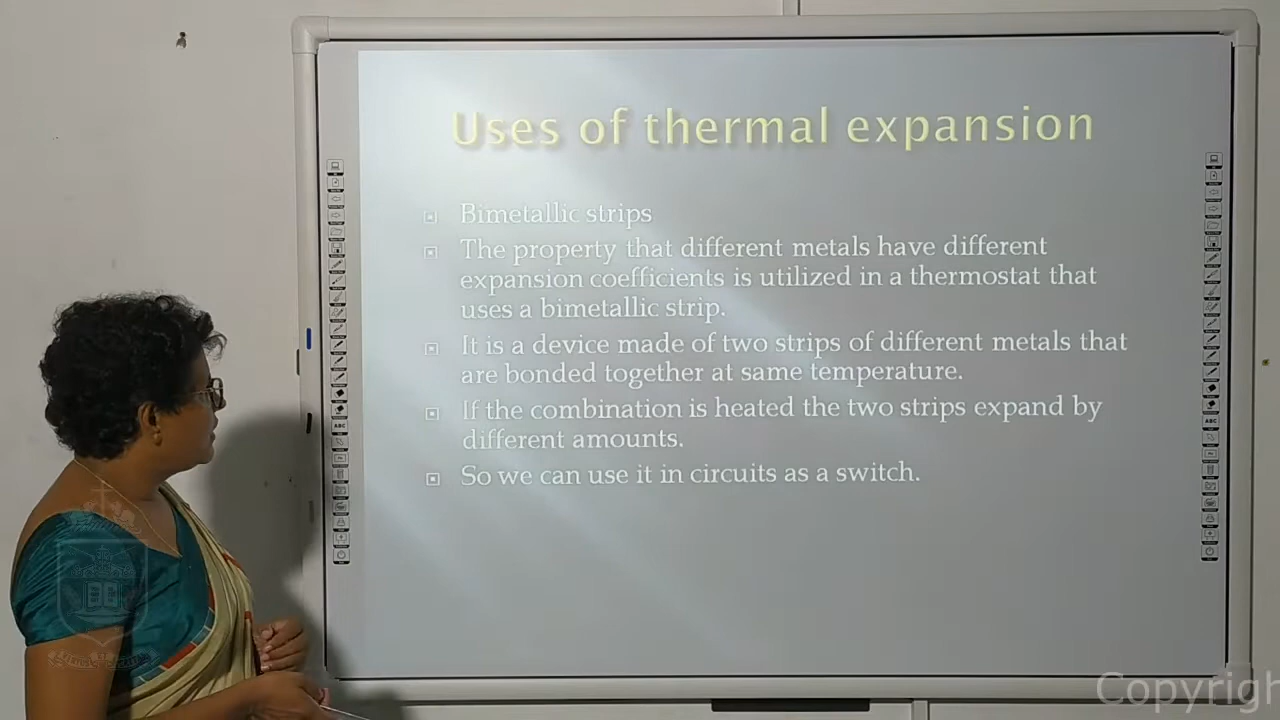 Uses of thermal expansion
Bimetallic strips
The property that different metals have different
expansion coefficients is utilized in a thermostat that
uses a bimetallic strip.
It is a device made of two strips of different metals that
are bonded together at same temperature.
If the combination is heated the two strips expand by
different amounts.
So we can use it in circuits as a switch.
ABC
ABC
Copyrigh